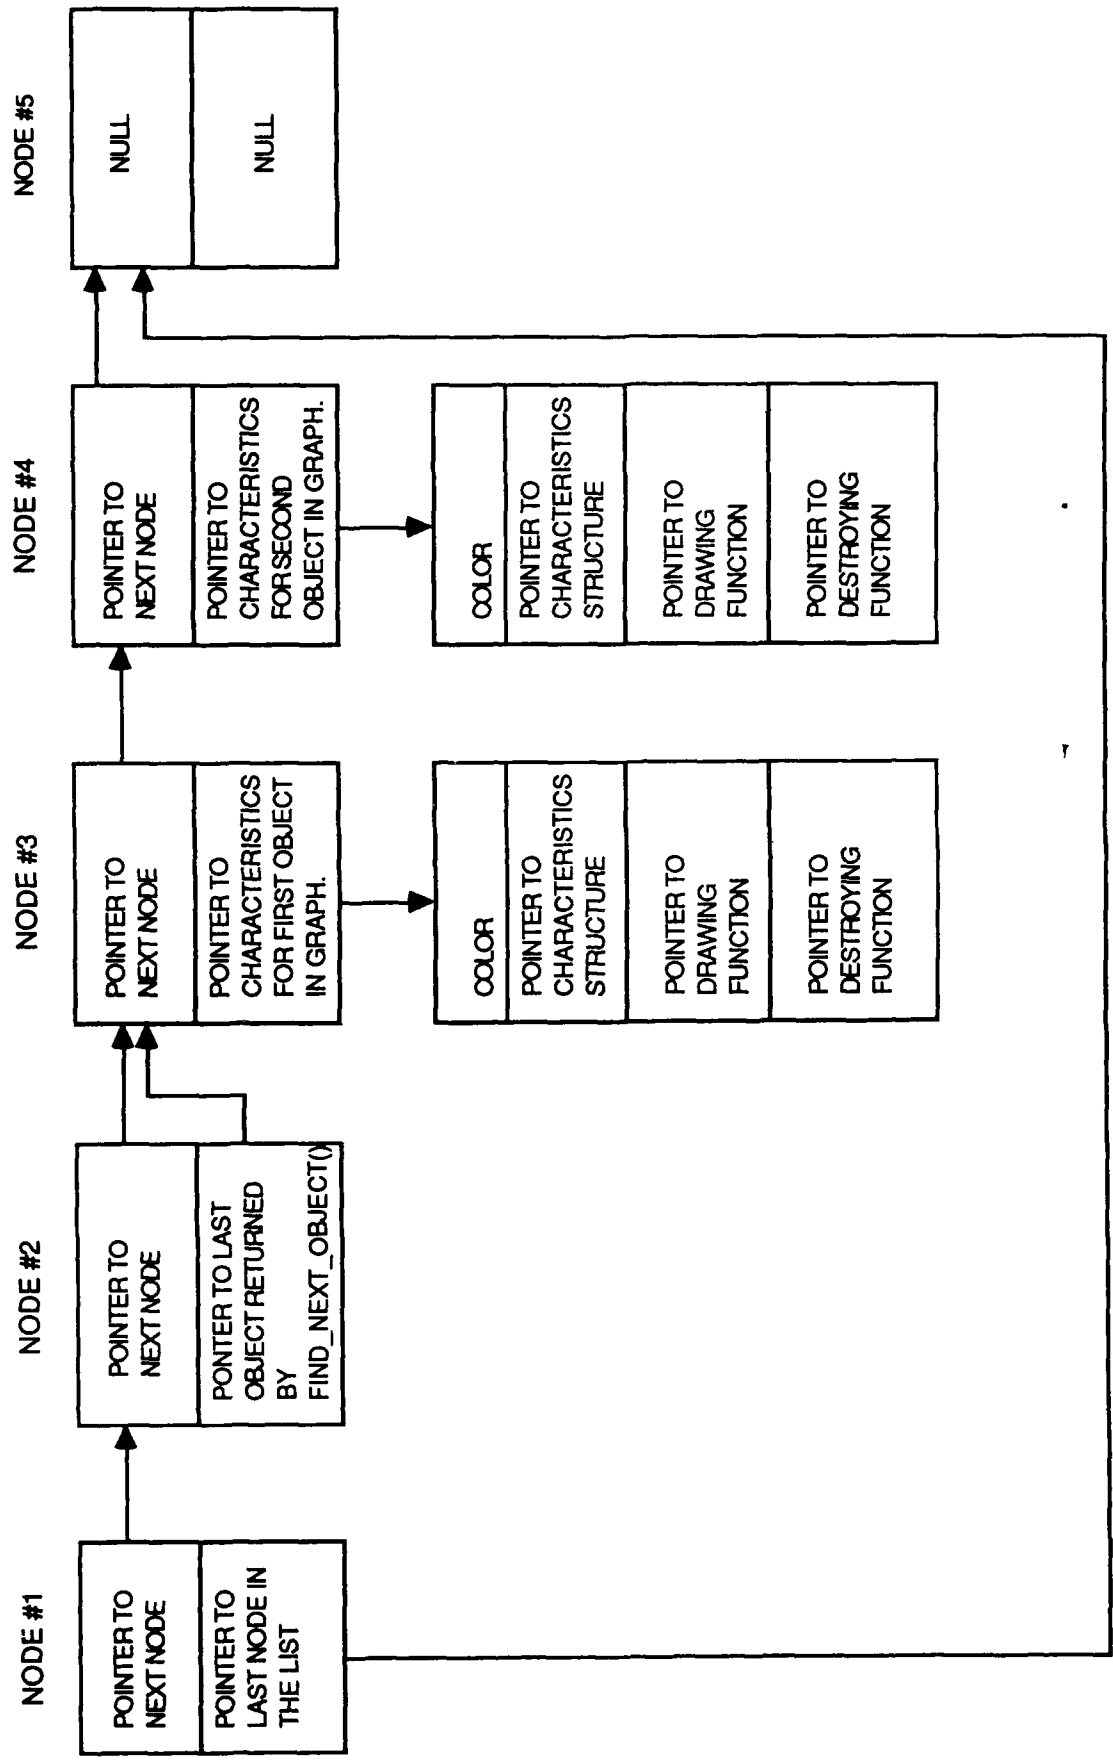 NODE #1
POINTER TO
NEXT NODE
POINTER TO
LAST NODE IN
THE LIST
NODE #2
POINTER TO
NEXT NODE
PONTER TO LAST
OBJECT RETURNED
BY
FIND_NEXT_OBJECT()
NODE #3
POINTER TO
NEXT NODE
POINTER TO
CHARACTERISTICS
FOR FIRST OBJECT
IN GRAPH.
COLOR
POINTER TO
CHARACTERISTICS
STRUCTURE
POINTER TO
DRAWING
FUNCTION
POINTER TO
DESTROYING
FUNCTION
NODE #4
POINTER TO
NEXT NODE
POINTER TO
CHARACTERISTICS
FOR SECOND
OBJECT IN GRAPH.
COLOR
POINTER TO
CHARACTERISTICS
STRUCTURE
POINTER TO
DRAWING
FUNCTION
POINTER TO
DESTROYING
FUNCTION
NODE #5
NULL
NULL